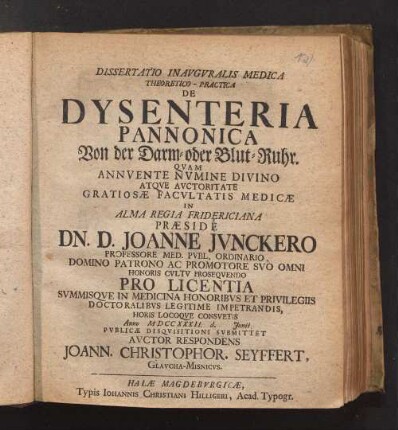 DISSERTATIO INAVGVRALIS MEDICA
THEORETICO-PRACTICA
DE
DYSENTERIA
PANNONICA
Von der Darm- oder Blut-Ruhr.
QVAM
ANNVENTE NVMINE DIVINO
ATQVE AVCTORITATE
GRATIOSÆ FACVLTATIS MEDICÆ
IN
ALMA REGIA FRIDERICIANA
PRÆSIDE
DN. D. JOANNE JVNCKERO
PROFESSORE MED. PVBL. ORDINARIO
DOMINO PATRONO AC PROMOTORE SVO OMNI
HONORIS CVLTV PROSEQVENDO
PRO LICENTIA
SVMMISQVE IN MEDICINA HONORIBVS ET PRIVILEGIIS
DOCTORALIBVS LEGITIME IMPETRANDIS,
HORIS LOCOQVE CONSVETIS
Anno MDCCXXXII. d. Junii
PVBLICÆ DISQVISITIONI SVBMITTET
AVCTOR RESPONDENS
JOANN. CHRISTOPHOR. SEYFFERT,
GLAVCHA-MISNICVS.
HALÆ MAGDEBVRGICÆ,
Typis IOHANNIS CHRISTIANI HILLIGERI, Acad. Typogr.